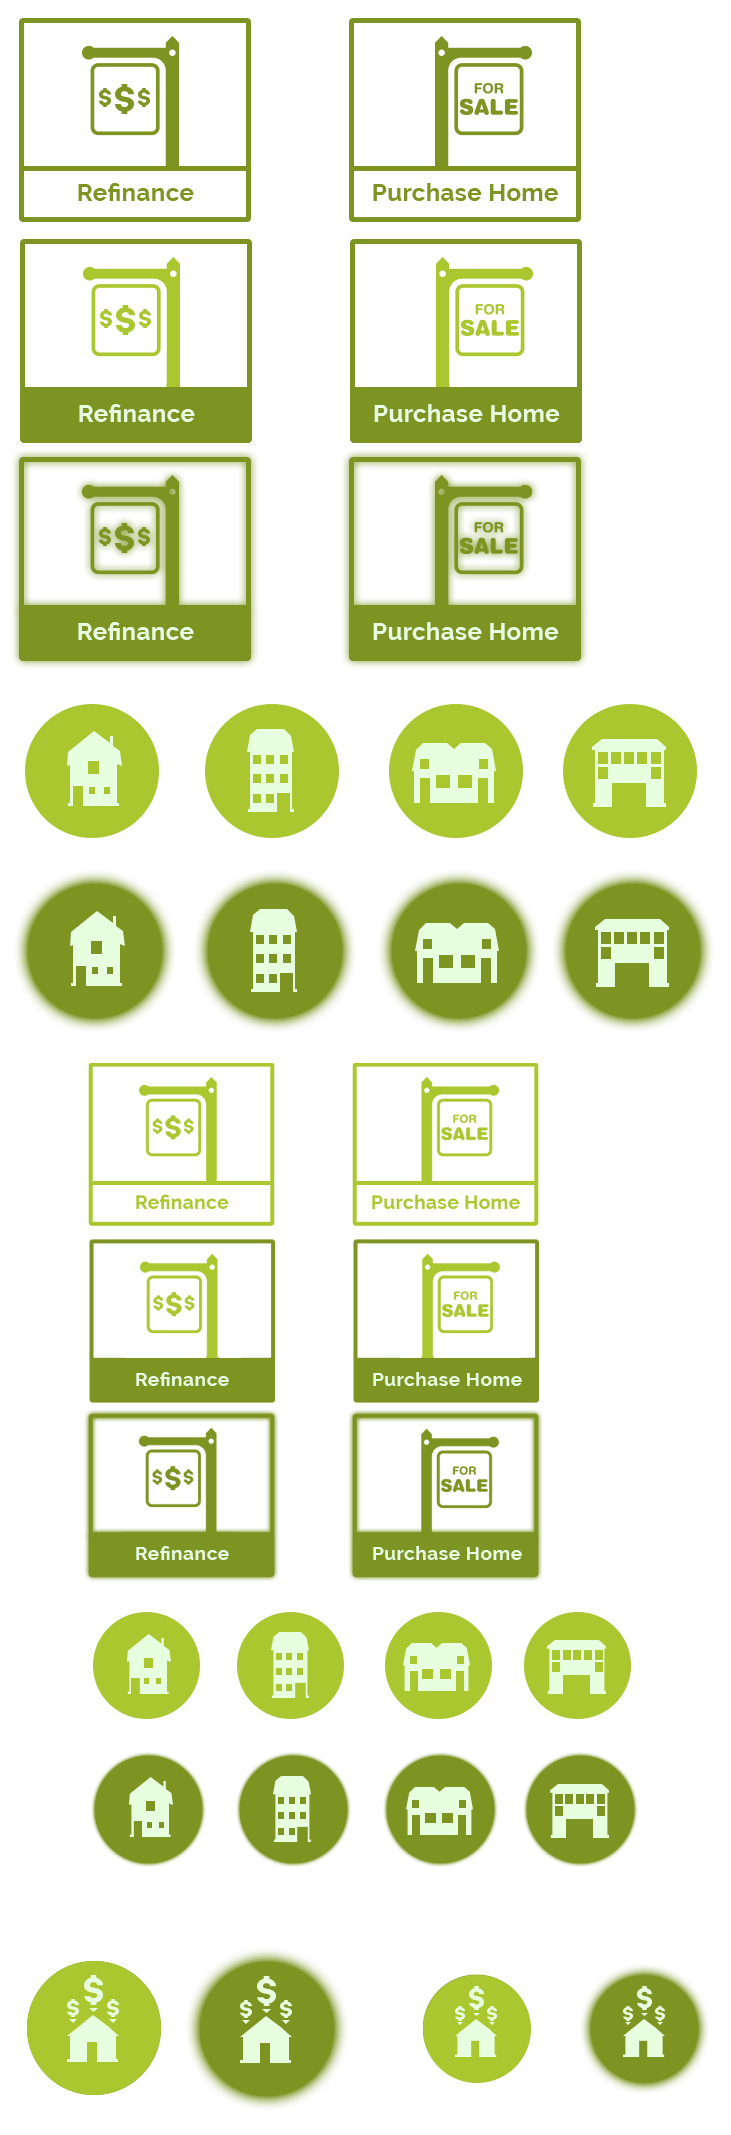 $$$
FOR
SALE
Refinance
Purchase Home
$$$
FOR
SALE
Refinance
Purchase Home
$$$
FOR
SALE
Refinance
Purchase Home
$$$
FOR
SALE
Refinance
Purchase Home
$$$
FOR
SALE
Refinance
Purchase Home
$$$
FOR
SALE
Refinance
Purchase Home
$ $ $
$ $ $
$ $ $
$ $ $